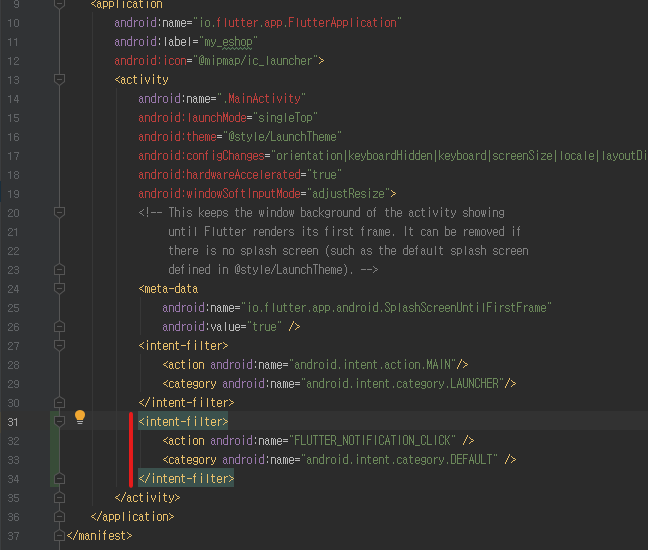 9 <application
10 android:name="io.flutter.app.FlutterApplication"
11 android:label="my_eshop"
12 android:icon="@mipmap/ic_launcher">
13 <activity
14 android:name=".MainActivity"
15 android:launchMode="singleTop"
16 android:theme="@style/LaunchTheme"
17 android:configChanges="orientation|keyboardHidden|keyboard|screenSize|locale|layoutDi
18 android:hardwareAccelerated="true"
19 android:windowSoftInputMode="adjustResize">
20 <!-- This keeps the window background of the activity showing
21 until Flutter renders its first frame. It can be removed if
22 there is no splash screen (such as the default splash screen
23 defined in @style/LaunchTheme). -->
24 <meta-data
25 android:name="io.flutter.app.android.SplashScreenUntilFirstFrame"
26 android:value="true" />
27 <intent-filter>
28 <action android:name="android.intent.action.MAIN"/>
29 <category android:name="android.intent.category.LAUNCHER"/>
30 </intent-filter>
31 <intent-filter>
32 <action android:name="FLUTTER_NOTIFICATION_CLICK" />
33 <category android:name="android.intent.category.DEFAULT" />
34 </intent-filter>
35 </activity>
36 </application>
37 </manifest>